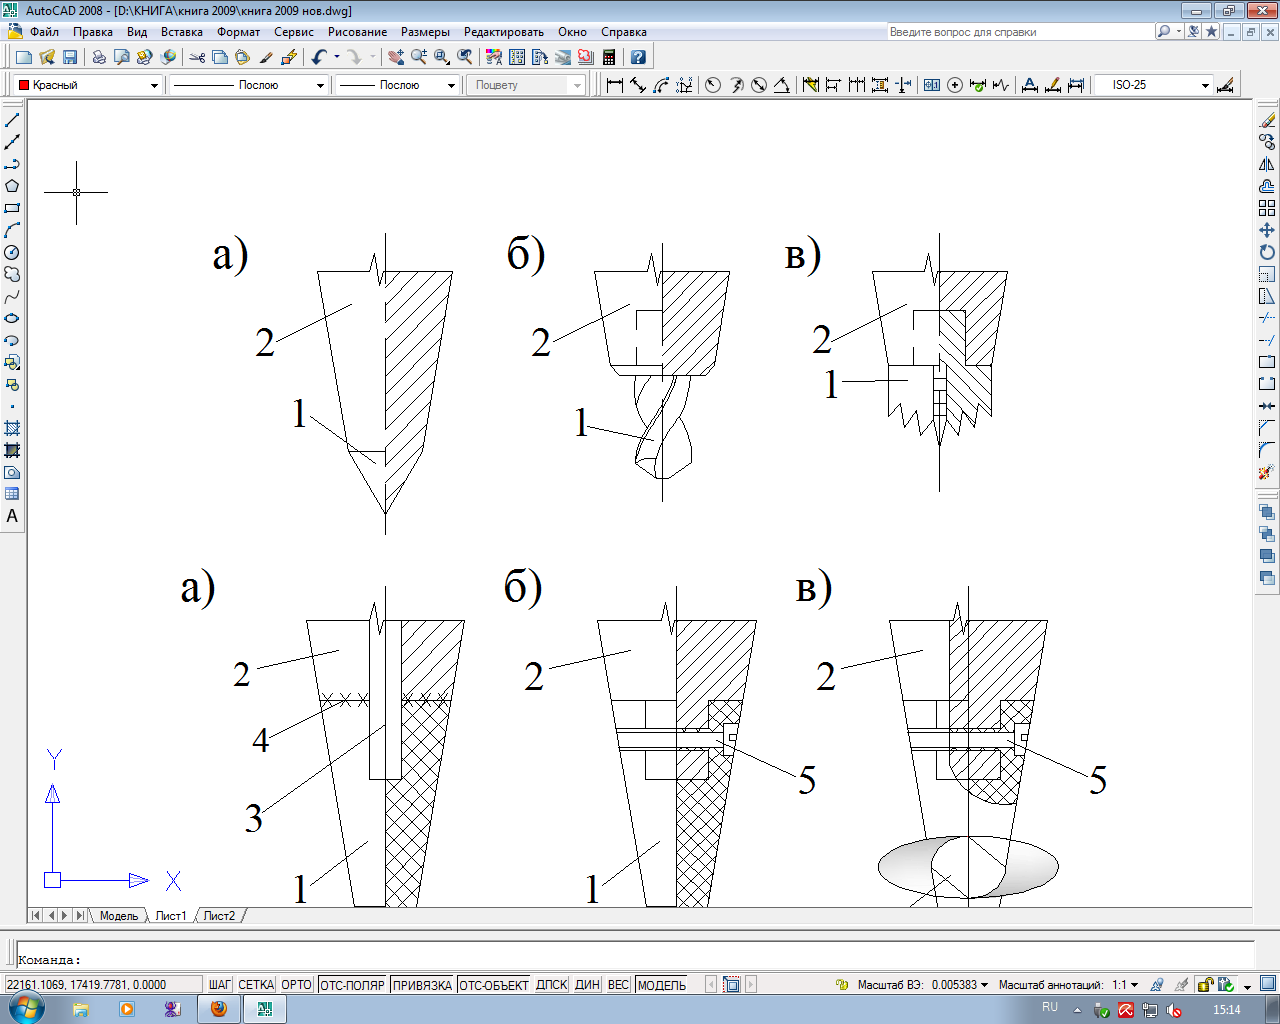 AutoCAD 2008 - [D:\КНИГА\книга 2009\книга 2009 нов.dwg]
Файл Правка Вид Вставка Формат Сервис Рисование Размеры Редактировать Окно Справка Введите вопрос для справки
Красный Послою Послою Поцвету ISO-25
а) б) в)
2 2 2
1 1 1
а) б) в)
2 2 2
4
5 5
3
1 1
Y
X
A
Модель Лист1 Лист2
Команда:
22161.1069, 17419.7781, 0.0000 ШАГ СЕТКА ОРТО ОТС-ПОЛЯР ПРИВЯЗКА ОТС-ОБЪЕКТ ДПСК ДИН ВЕС МОДЕЛЬ Масштаб ВЭ: 0.005383 Масштаб аннотаций: 1:1
RU 15:14